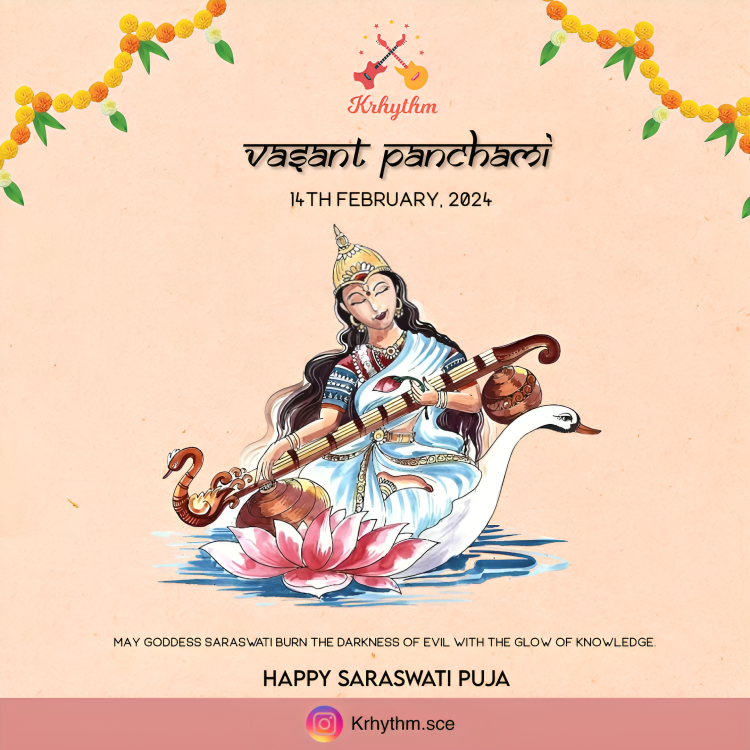 Krhythm
vasant panchami
14TH FEBRUARY, 2024
MAY GODDESS SARASWATI BURN THE DARKNESS OF EVIL WITH THE GLOW OF KNOWLEDGE.
HAPPY SARASWATI PUJA
Krhythm.sce